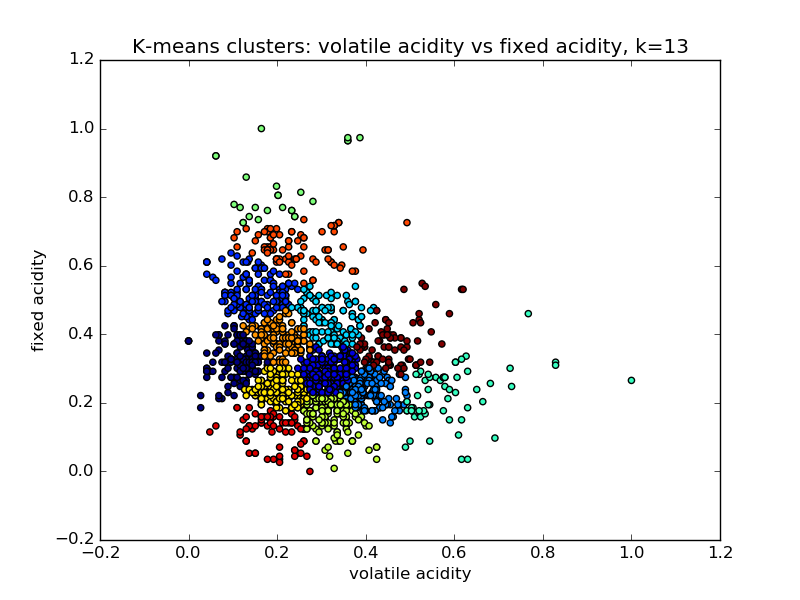 K-means clusters: volatile acidity vs fixed acidity, k=13
1.2
1.0
0.8
0.6
0.4
0.2
0.0
−0.2
fixed acidity
−0.2 0.0 0.2 0.4 0.6 0.8 1.0 1.2
volatile acidity